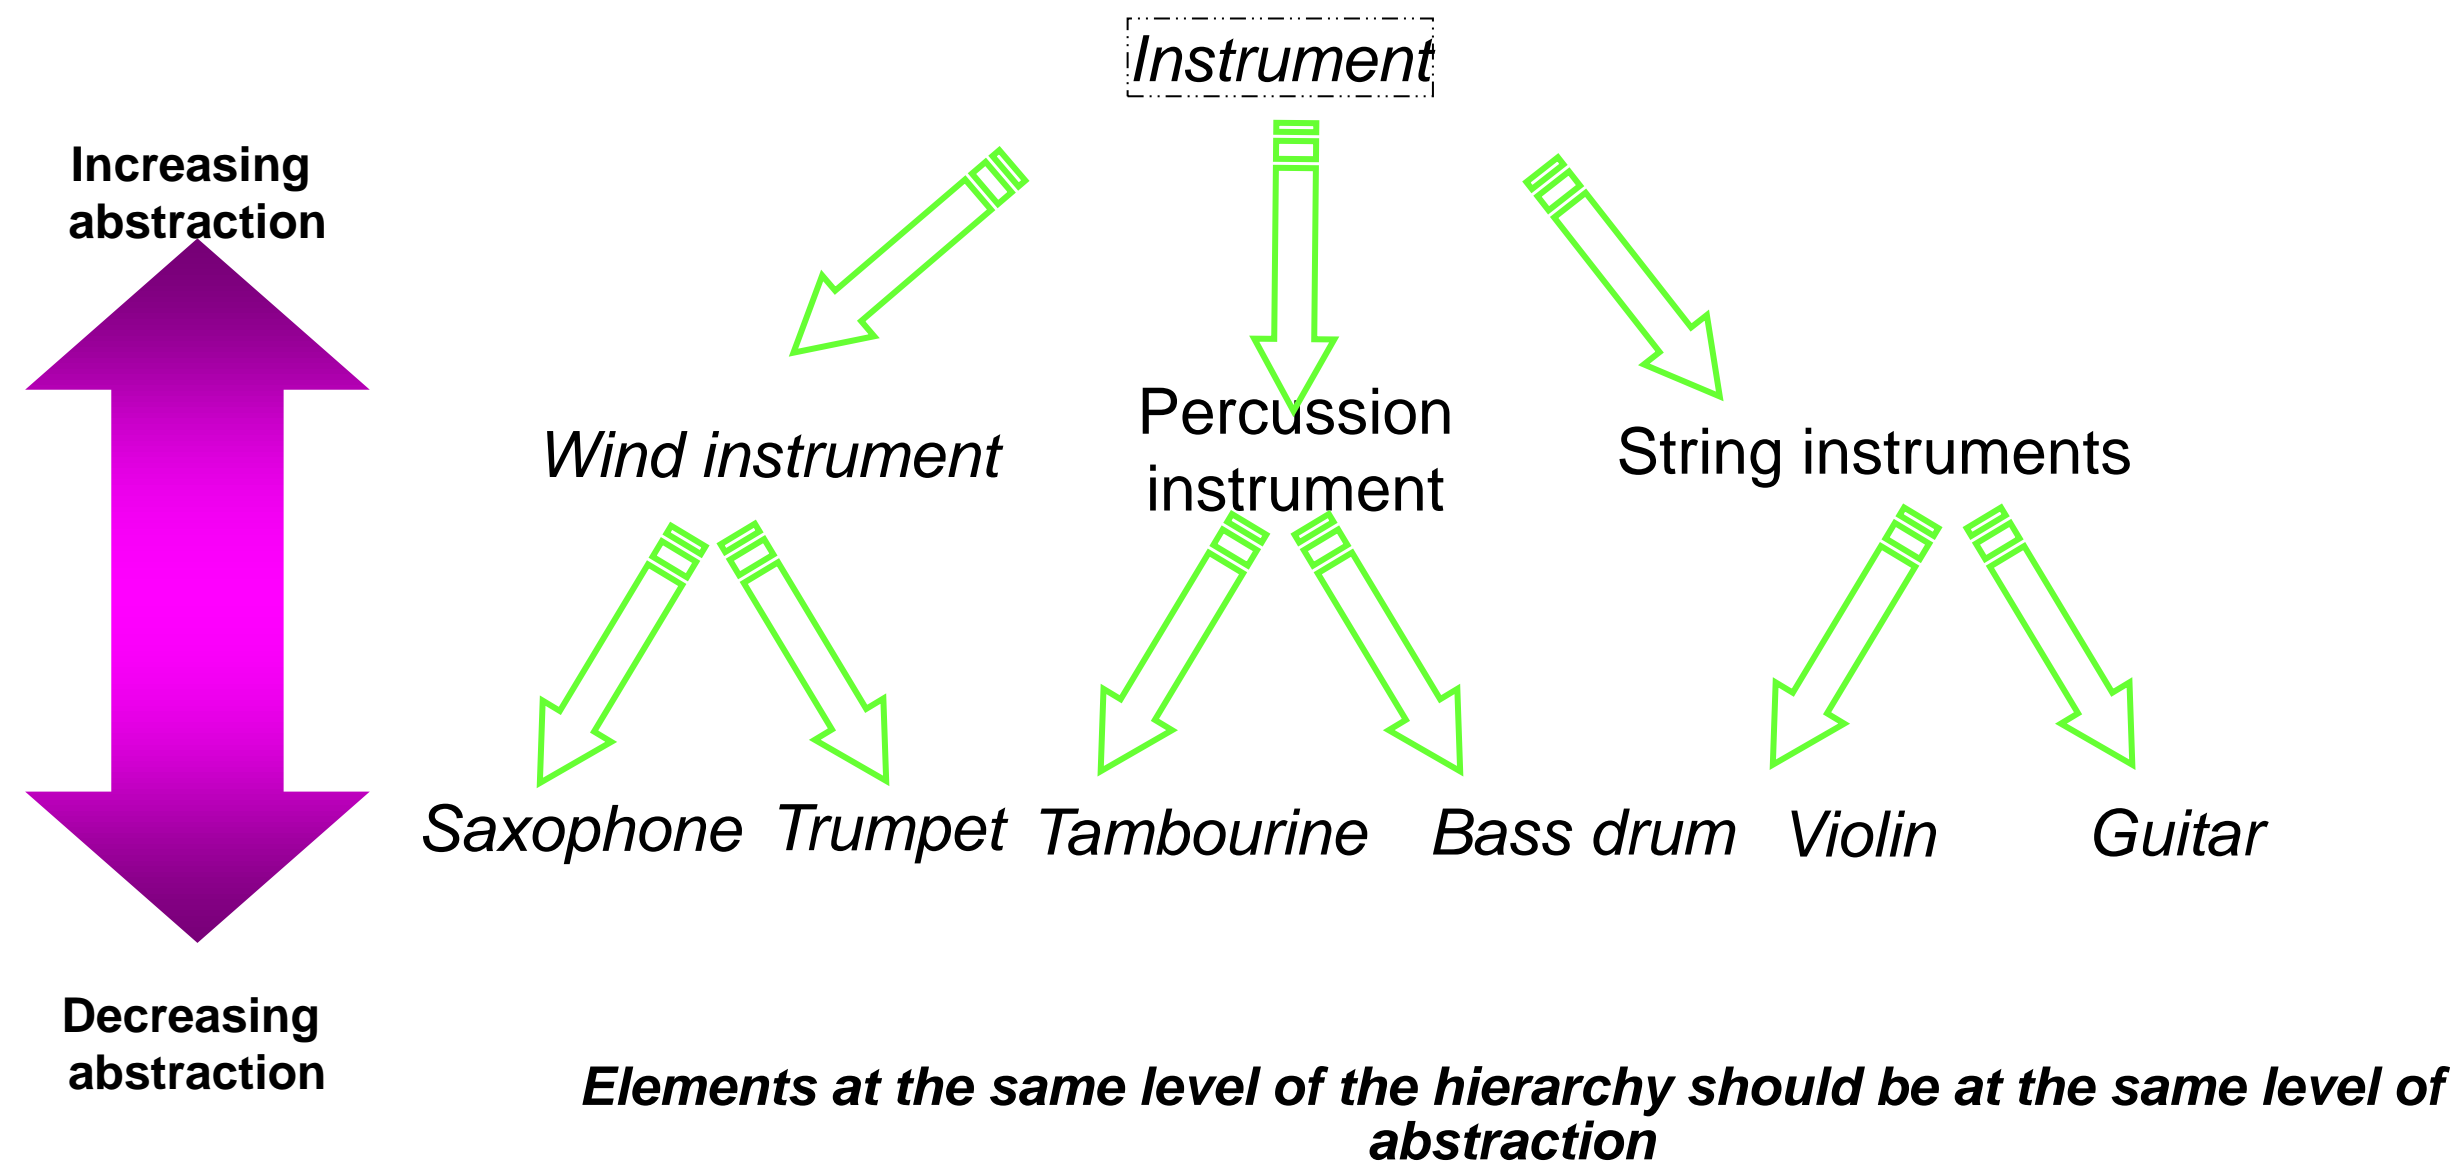 Instrument
Increasing
abstraction
Percussion
instrument
Wind instrument
String instruments
Saxophone
Trumpet
Tambourine
Bass drum
Violin
Guitar
Decreasing
abstraction
Elements at the same level of the hierarchy should be at the same level of
abstraction